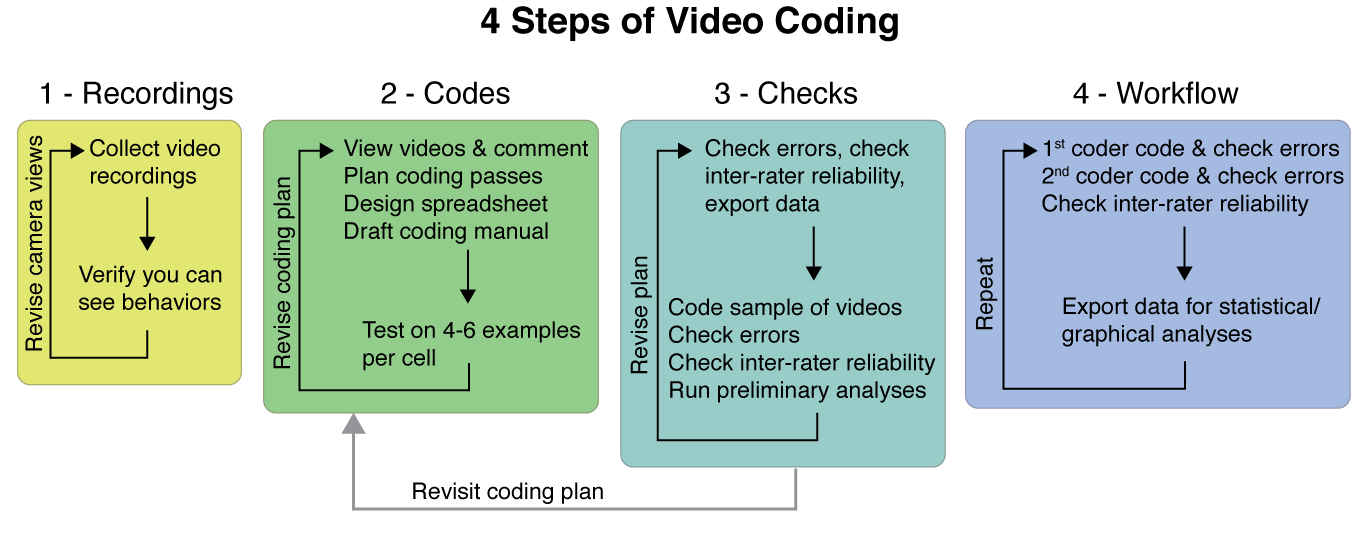 4 Steps of Video Coding
1 - Recordings
Revise camera views
Collect video
recordings
Verify you can
see behaviors
2 - Codes
Revise coding plan
View videos & comment
Plan coding passes
Design spreadsheet
Draft coding manual
Test on 4-6 examples
per cell
3 - Checks
Revise plan
Check errors, check
inter-rater reliability,
export data
Code sample of videos
Check errors
Check inter-rater reliability
Run preliminary analyses
4 - Workflow
Repeat
1st coder code & check errors
2nd coder code & check errors
Check inter-rater reliability
Export data for statistical/
graphical analyses
Revisit coding plan